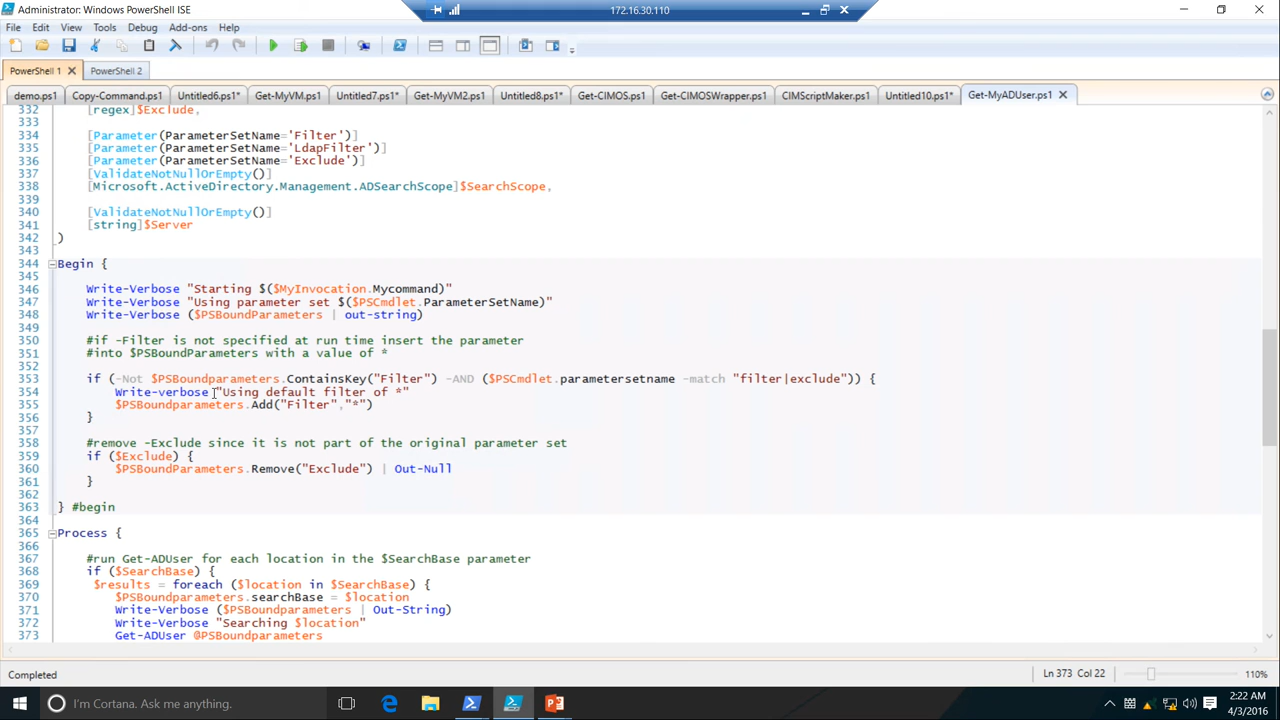 Administrator: Windows PowerShell ISE
172.16.30.110
File Edit View Tools Debug Add-ons Help
PowerShell 1 PowerShell 2
demo.ps1 Copy-Command.ps1 Untitled6.ps1* Get-MyVM.ps1 Untitled7.ps1* Get-MyVM2.ps1 Untitled8.ps1* Get-CIMOS.ps1 Get-CIMOSWrapper.ps1 CIMScriptMaker.ps1 Untitled10.ps1* Get-MyADUser.ps1
332 [regex]$Exclude,
333
334 [Parameter(ParameterSetName='Filter')]
335 [Parameter(ParameterSetName='LdapFilter')]
336 [Parameter(ParameterSetName='Exclude')]
337 [ValidateNotNullOrEmpty()]
338 [Microsoft.ActiveDirectory.Management.ADSearchScope]$SearchScope,
339
340 [ValidateNotNullOrEmpty()]
341 [string]$Server
342 )
343
344 Begin {
345
346 Write-Verbose "Starting $($MyInvocation.Mycommand)"
347 Write-Verbose "Using parameter set $($PSCmdlet.ParameterSetName)"
348 Write-Verbose ($PSBoundParameters | out-string)
349
350 #if -Filter is not specified at run time insert the parameter
351 #into $PSBoundParameters with a value of *
352
353 if (-Not $PSBoundparameters.ContainsKey("Filter") -AND ($PSCmdlet.parametersetname -match "filter|exclude")) {
354 Write-verbose "Using default filter of *"
355 $PSBoundparameters.Add("Filter","*")
356 }
357
358 #remove -Exclude since it is not part of the original parameter set
359 if ($Exclude) {
360 $PSBoundParameters.Remove("Exclude") | Out-Null
361 }
362
363 } #begin
364
365 Process {
366
367 #run Get-ADUser for each location in the $SearchBase parameter
368 if ($SearchBase) {
369 $results = foreach ($location in $SearchBase) {
370 $PSBoundparameters.searchBase = $location
371 Write-Verbose ($PSBoundparameters | Out-String)
372 Write-Verbose "Searching $location"
373 Get-ADUser @PSBoundparameters
Completed
Ln 373 Col 22
110%
I'm Cortana. Ask me anything.
2:22 AM
4/3/2016